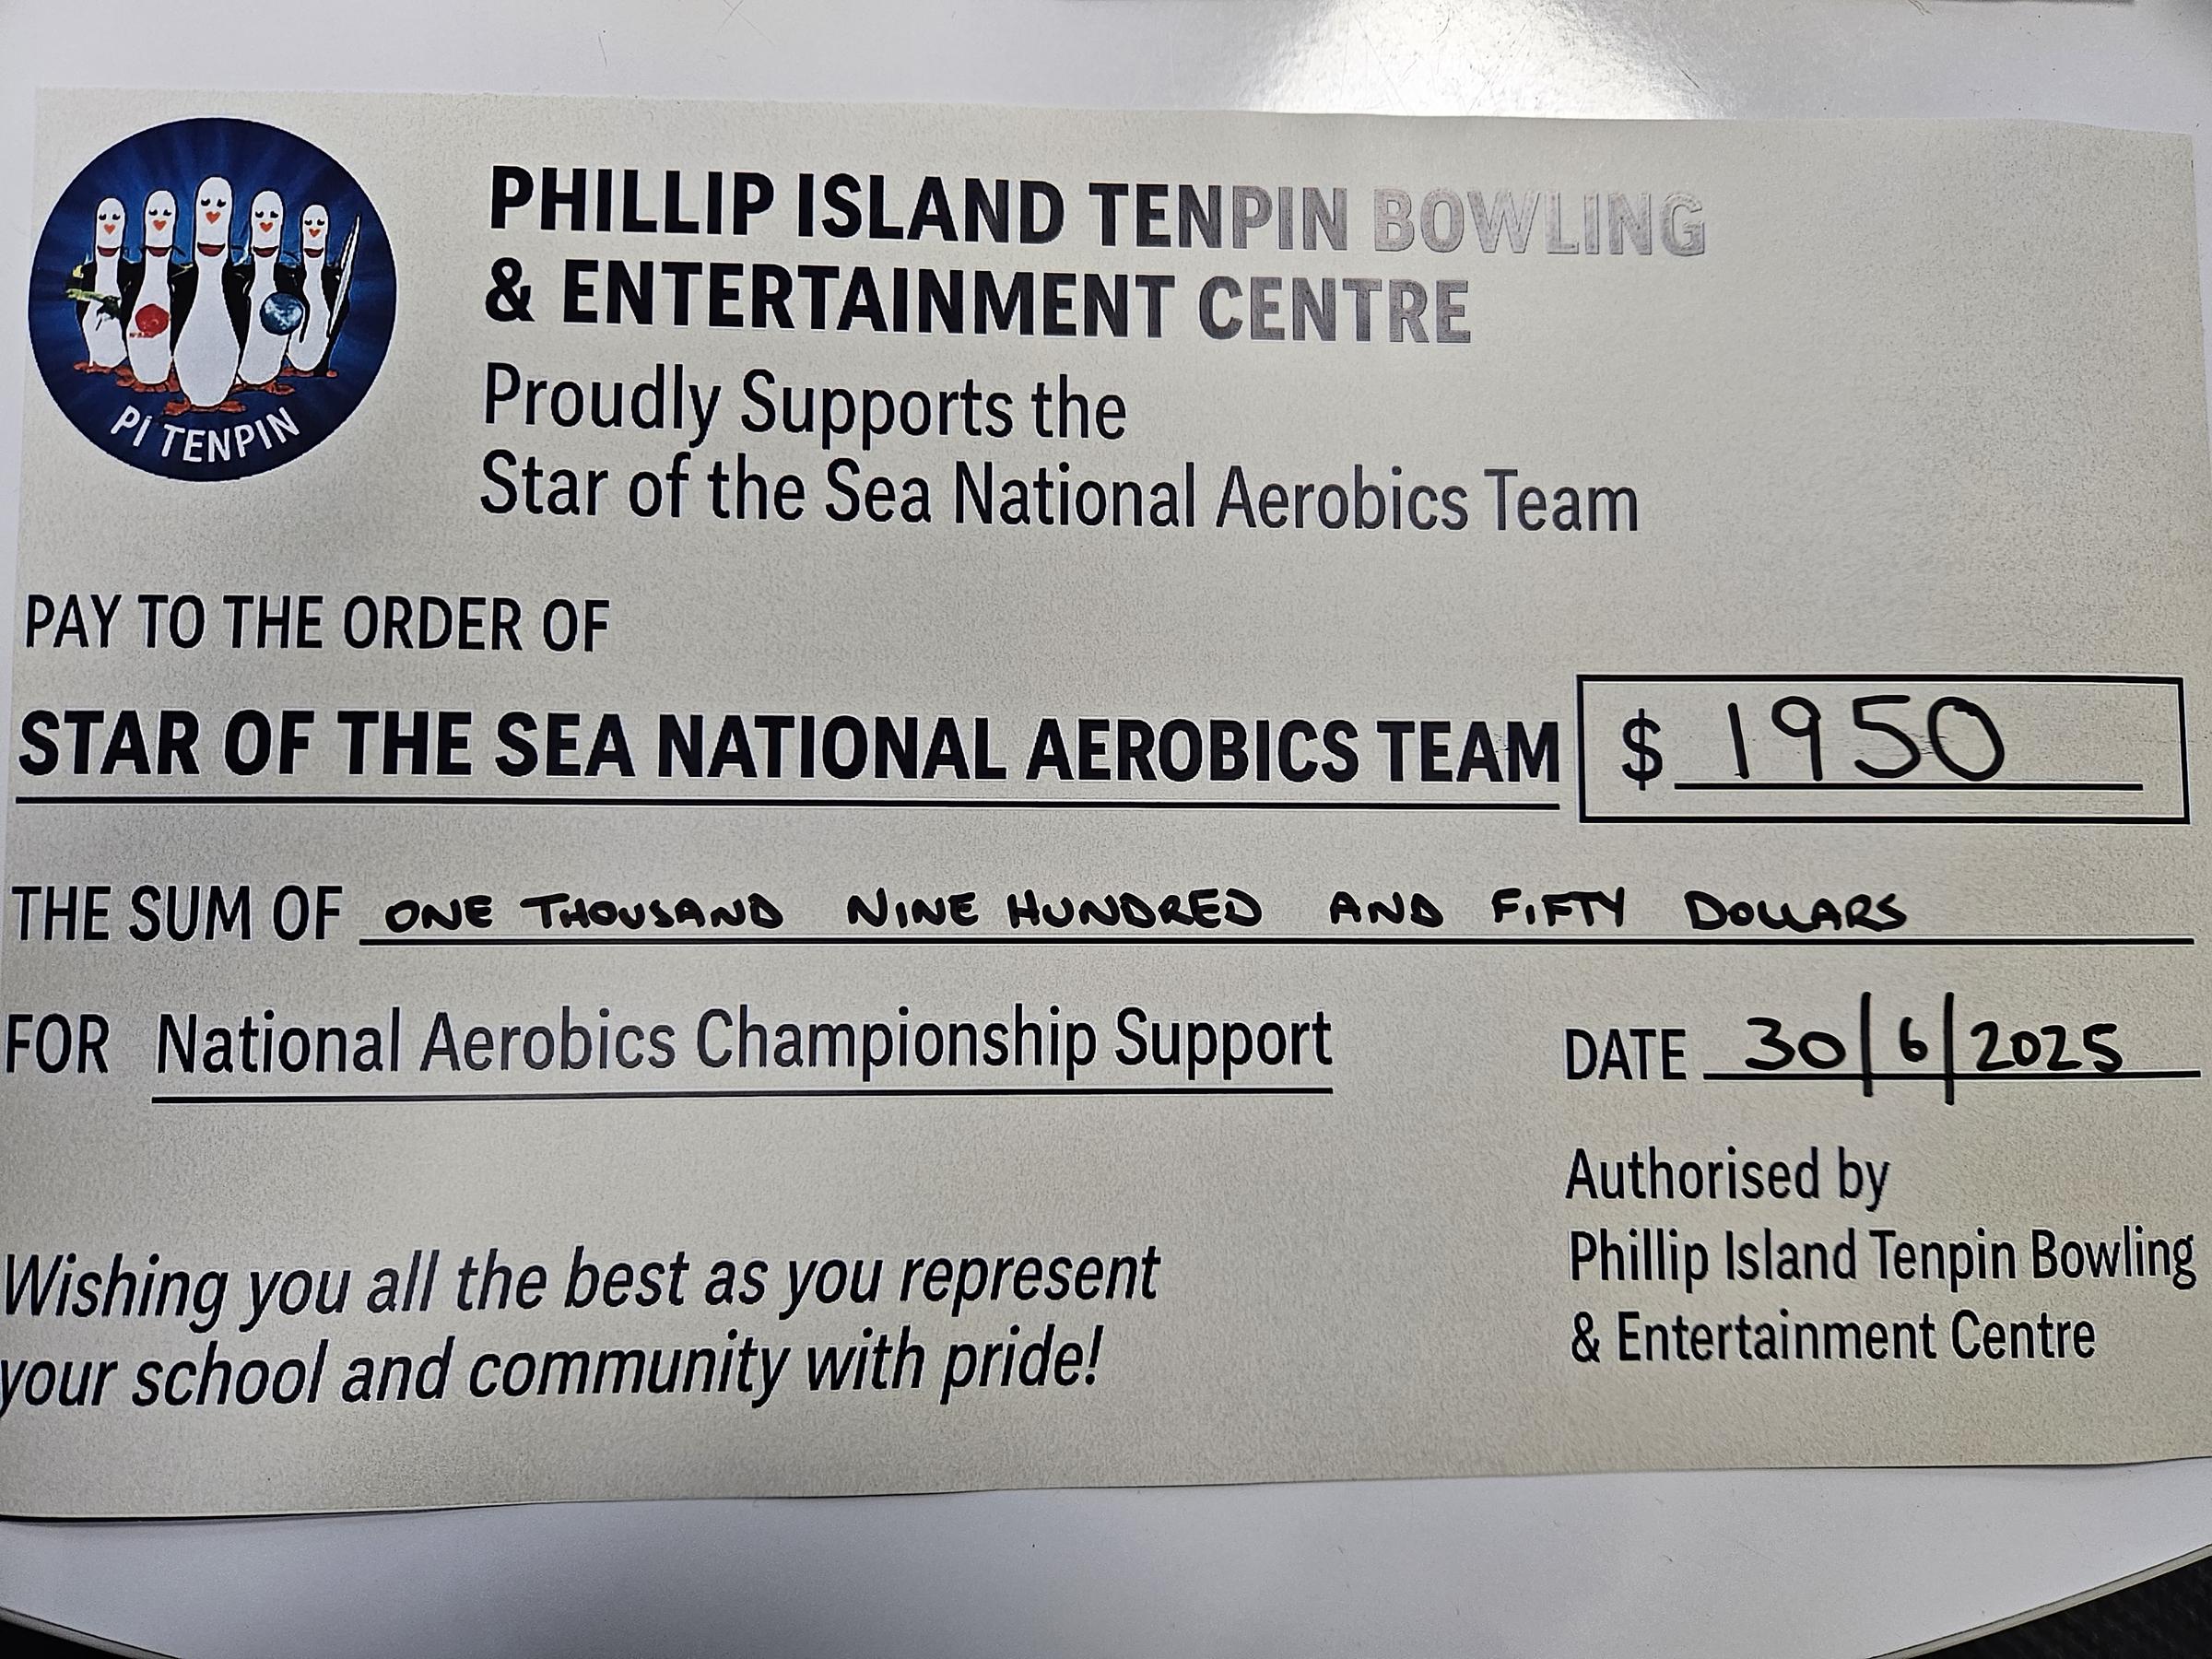 PHILLIP ISLAND TENPIN BOWLING
& ENTERTAINMENT CENTRE
Proudly Supports the
Star of the Sea National Aerobics Team
Pi TENPIN
PAY TO THE ORDER OF
STAR OF THE SEA NATIONAL AEROBICS TEAM $ 1950
THE SUM OF ONE THOUSAND NINE HUNDRED AND FIFTY DOLLARS
FOR National Aerobics Championship Support DATE 30/6/2025
Authorised by
Phillip Island Tenpin Bowling
& Entertainment Centre
Wishing you all the best as you represent
your school and community with pride!